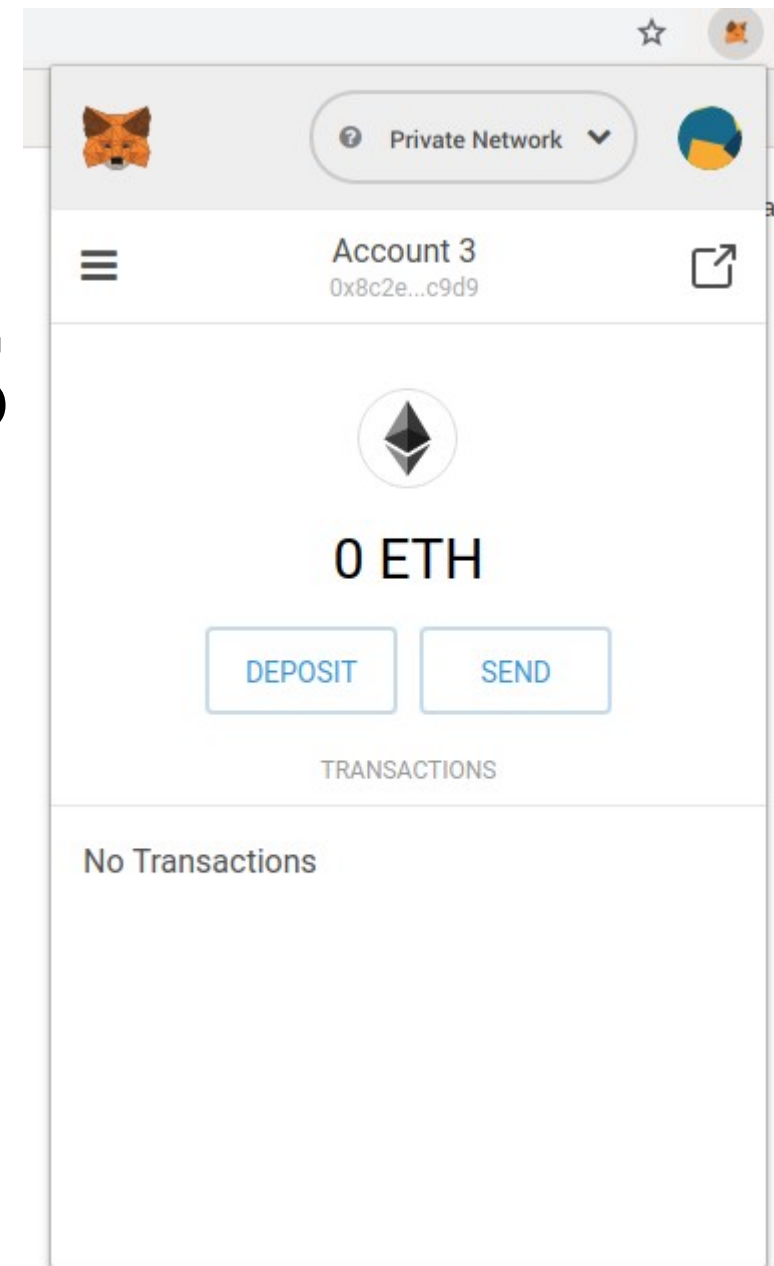 Private Network
Account 3
0x8c2e...c9d9
0 ETH
DEPOSIT SEND
TRANSACTIONS
No Transactions